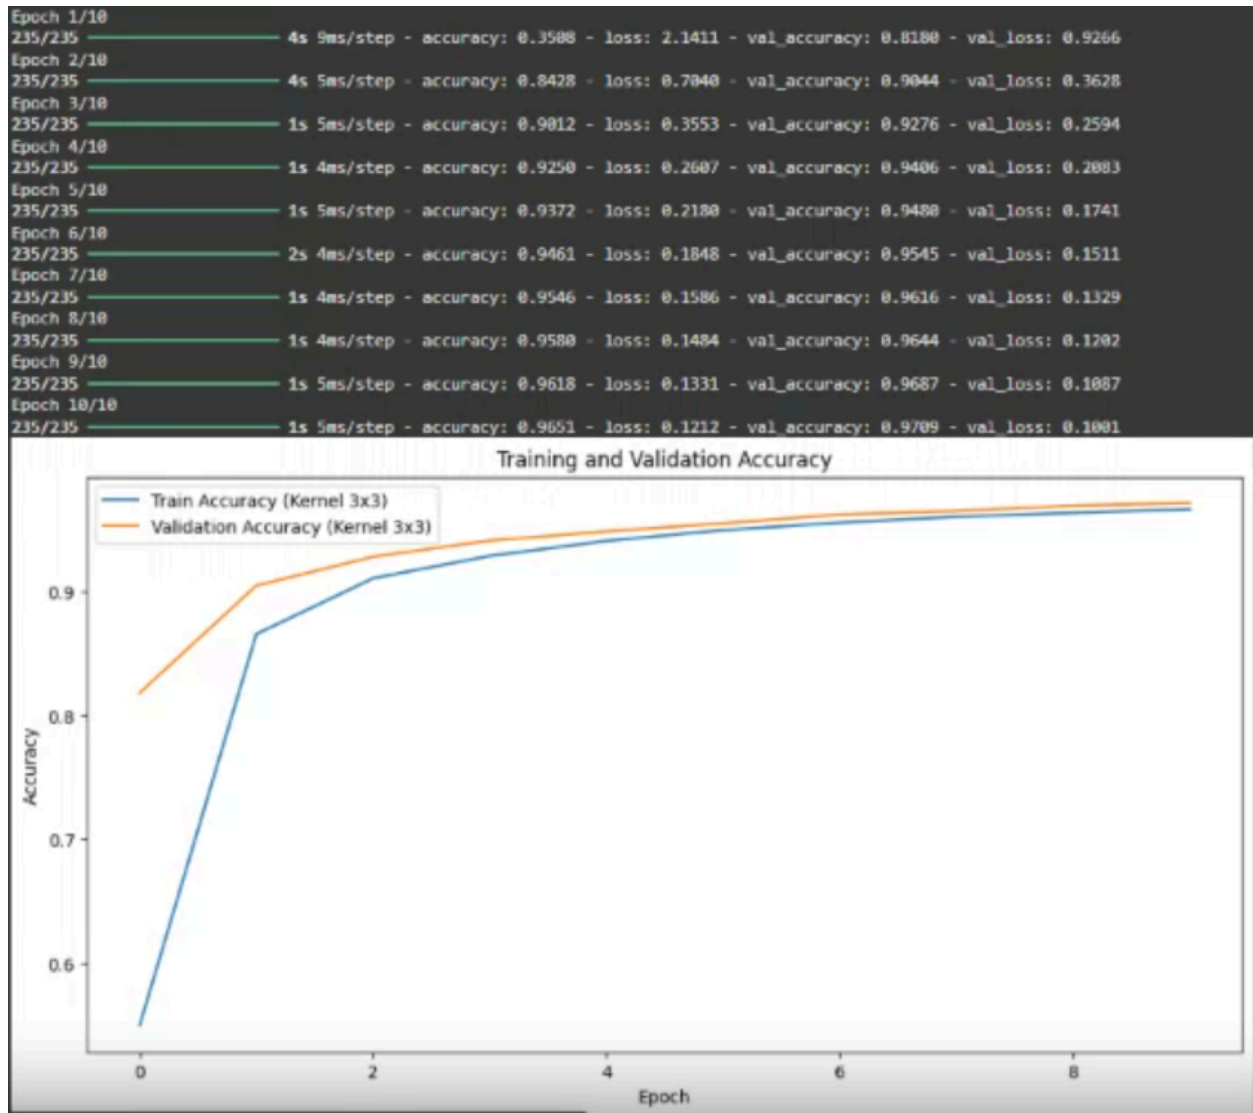 Epoch 1/10
235/235 4s 9ms/step - accuracy: 0.3508 - loss: 2.1411 - val_accuracy: 0.8180 - val_loss: 0.9266
Epoch 2/10
235/235 4s 5ms/step - accuracy: 0.8428 - loss: 0.7040 - val_accuracy: 0.9044 - val_loss: 0.3628
Epoch 3/10
235/235 1s 5ms/step - accuracy: 0.9012 - loss: 0.3553 - val_accuracy: 0.9276 - val_loss: 0.2594
Epoch 4/10
235/235 1s 4ms/step - accuracy: 0.9250 - loss: 0.2607 - val_accuracy: 0.9406 - val_loss: 0.2083
Epoch 5/10
235/235 1s 5ms/step - accuracy: 0.9372 - loss: 0.2180 - val_accuracy: 0.9480 - val_loss: 0.1741
Epoch 6/10
235/235 2s 4ms/step - accuracy: 0.9461 - loss: 0.1848 - val_accuracy: 0.9545 - val_loss: 0.1511
Epoch 7/10
235/235 1s 4ms/step - accuracy: 0.9546 - loss: 0.1586 - val_accuracy: 0.9616 - val_loss: 0.1329
Epoch 8/10
235/235 1s 4ms/step - accuracy: 0.9580 - loss: 0.1484 - val_accuracy: 0.9644 - val_loss: 0.1202
Epoch 9/10
235/235 1s 5ms/step - accuracy: 0.9618 - loss: 0.1331 - val_accuracy: 0.9687 - val_loss: 0.1087
Epoch 10/10
235/235 1s 5ms/step - accuracy: 0.9651 - loss: 0.1212 - val_accuracy: 0.9709 - val_loss: 0.1001
Training and Validation Accuracy
Train Accuracy (Kernel 3x3)
Validation Accuracy (Kernel 3x3)
0.9
0.8
0.7
0.6
Accuracy
0 2 4 6 8
Epoch